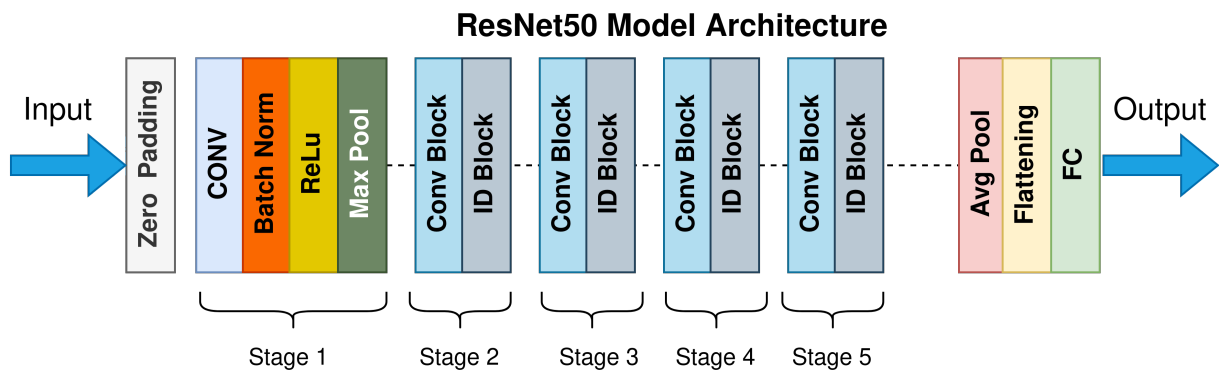 ResNet50 Model Architecture
Input
Zero Padding
CONV
Batch Norm
ReLu
Max Pool
Conv Block
ID Block
Conv Block
ID Block
Conv Block
ID Block
Conv Block
ID Block
Avg Pool
Flattening
FC
Output
Stage 1
Stage 2
Stage 3
Stage 4
Stage 5